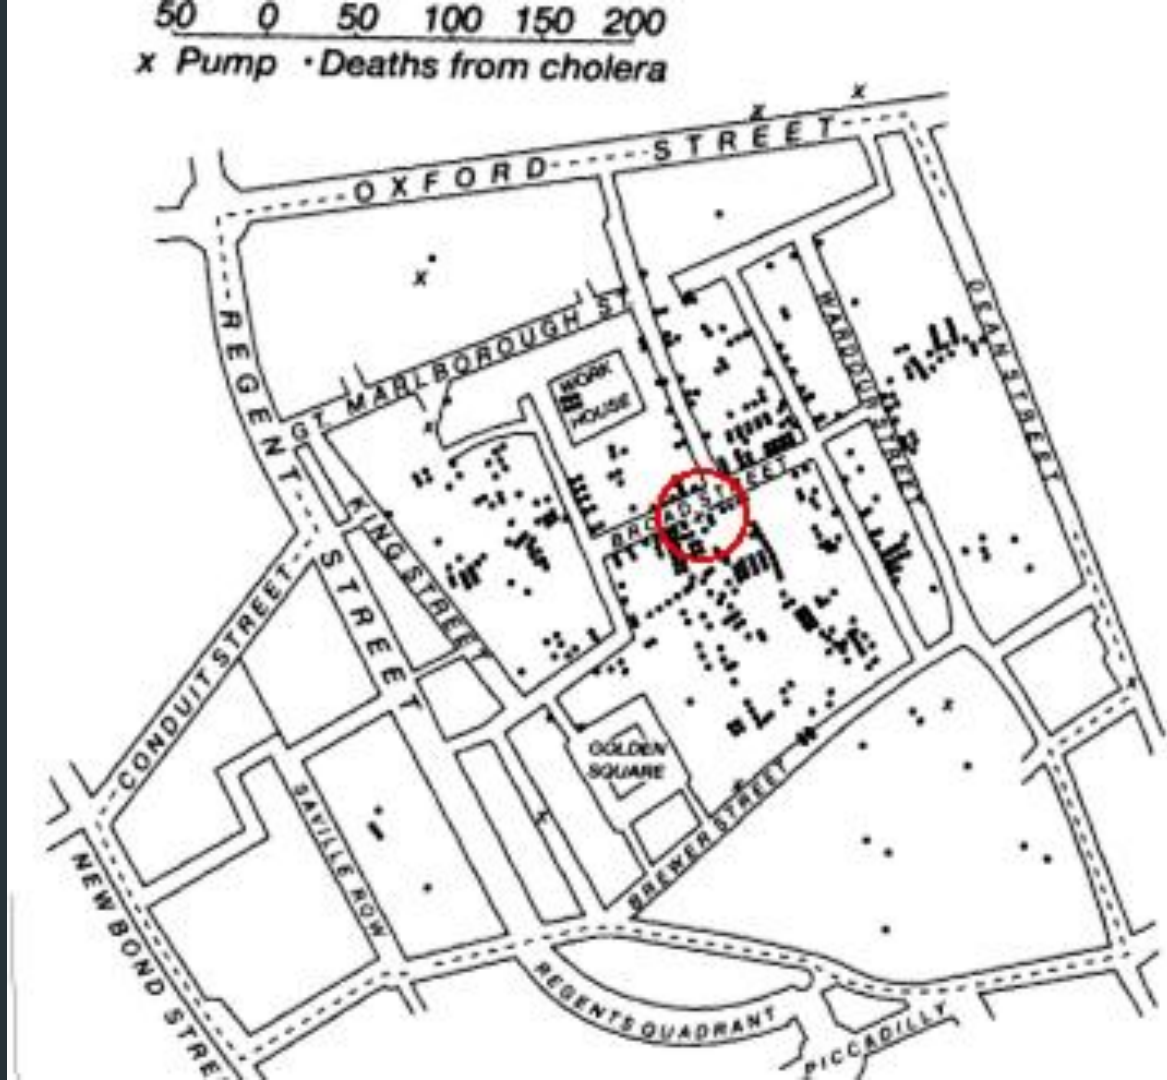 50 0 50 100 150 200
x Pump • Deaths from cholera
OXFORD STREET
REGENT STREET
GT. MARLBOROUGH ST
WORK HOUSE
WARDOUR STREET
DEAN STREET
BROAD STREET
KING STREET
CONDUIT STREET
GOLDEN SQUARE
SAVILLE ROW
BREWER STREET
NEW BOND STREE
REGENTS QUADRANT
PICCADILLY